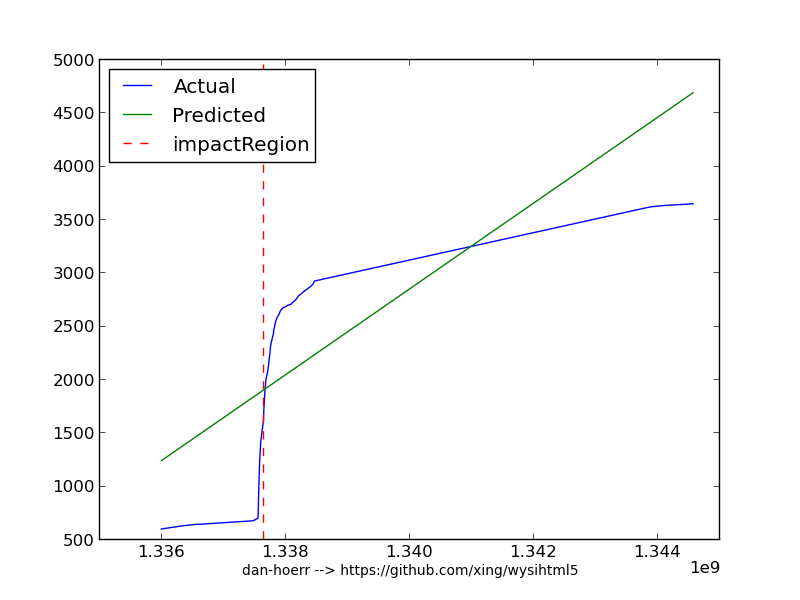 5000
4500
4000
3500
3000
2500
2000
1500
1000
500
Actual
Predicted
impactRegion
1.336 1.338 1.340 1.342 1.344
1e9
dan-hoerr --> https://github.com/xing/wysihtml5